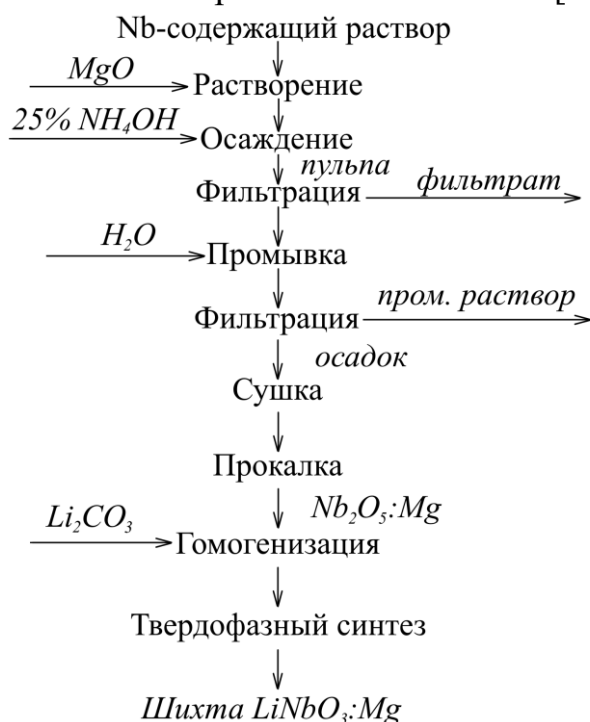 Nb-содержащий раствор
MgO
Растворение
25% NH₄OH
Осаждение
пульпа
Фильтрация
фильтрат
H₂O
Промывка
пром. раствор
Фильтрация
осадок
Сушка
Прокалка
Nb₂O₅:Mg
Li₂CO₃
Гомогенизация
Твердофазный синтез
Шихта LiNbO₃:Mg